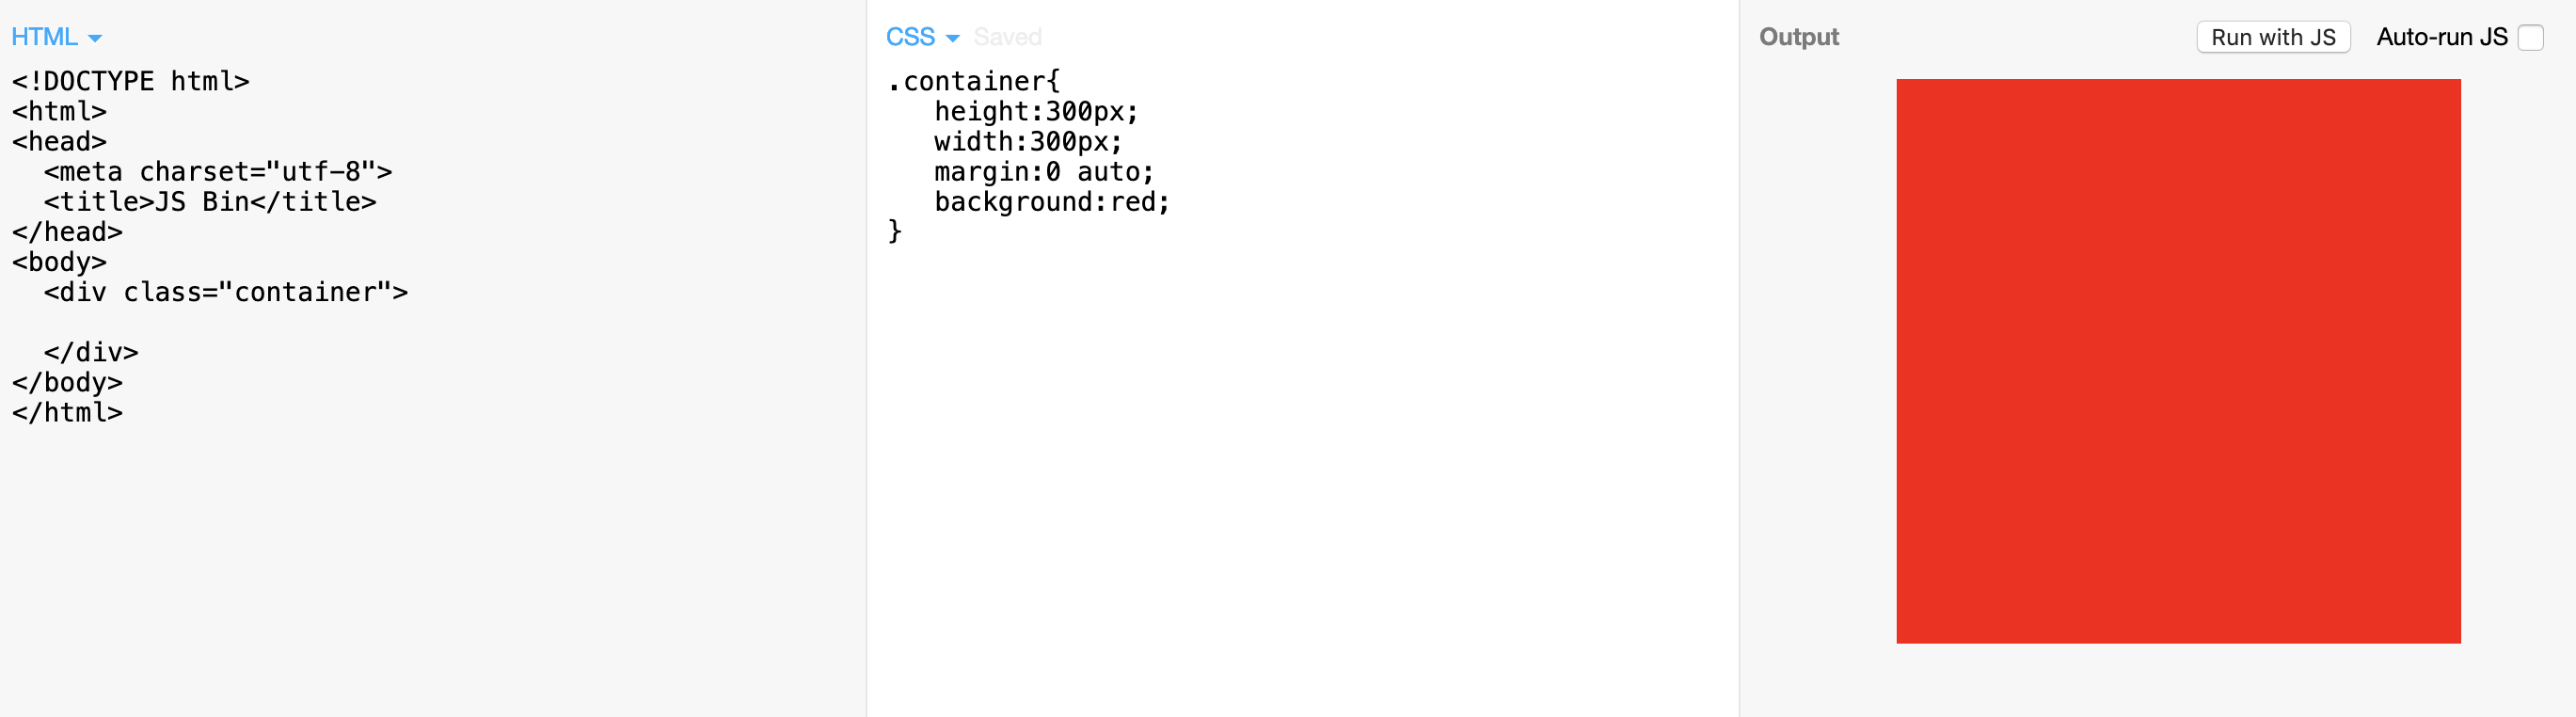 HTML
<!DOCTYPE html>
<html>
<head>
  <meta charset="utf-8">
  <title>JS Bin</title>
</head>
<body>
  <div class="container">

  </div>
</body>
</html>
CSS Saved
.container{
   height:300px;
   width:300px;
   margin:0 auto;
   background:red;
}
Output Run with JS Auto-run JS